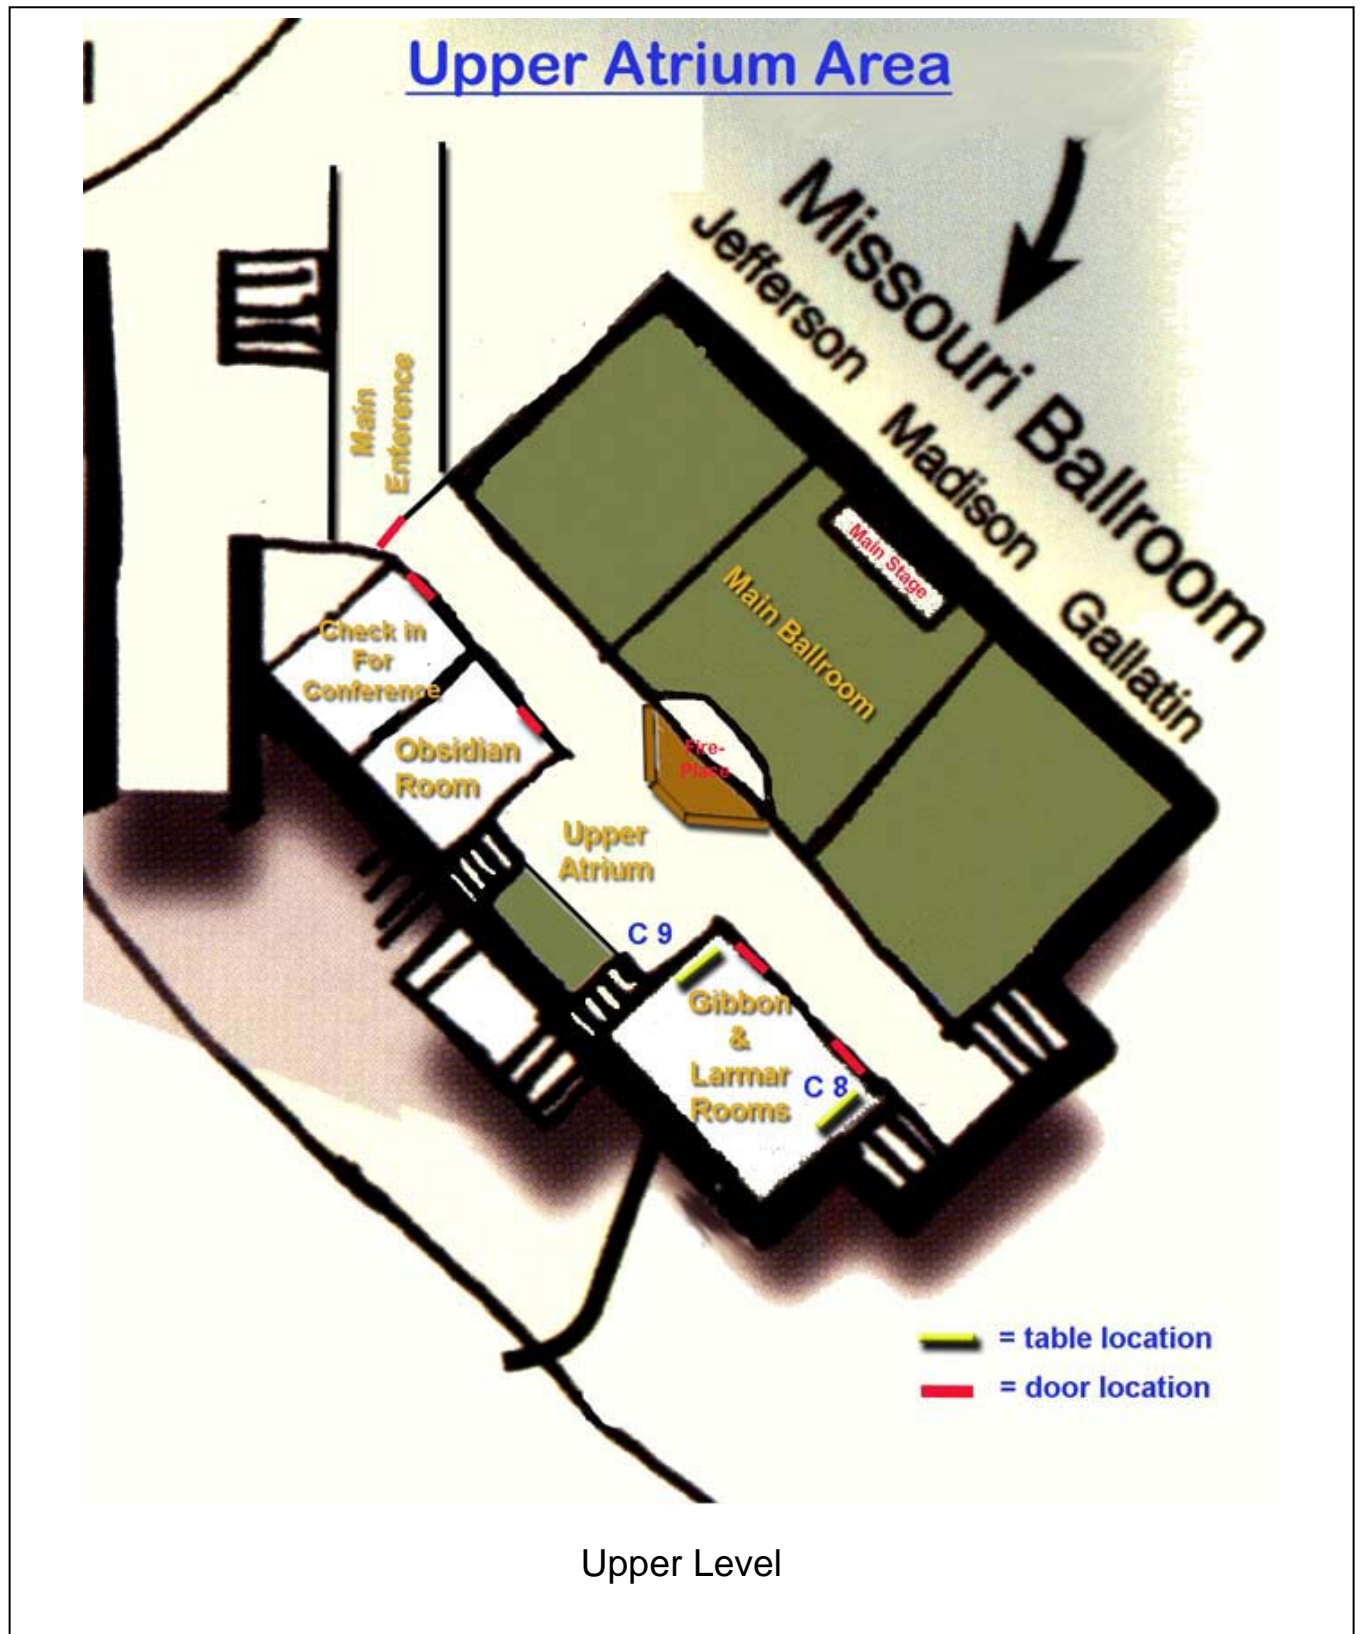 Upper Atrium Area
Missouri Ballroom
Jefferson
Madison
Gallatin
Main
Enterence
Main Stage
Main Ballroom
Check in
For
Conference
Obsidian
Room
Fire-
Place
Upper
Atrium
C 9
Gibbon
&
Larmar
Rooms
C 8
= table location
= door location
Upper Level